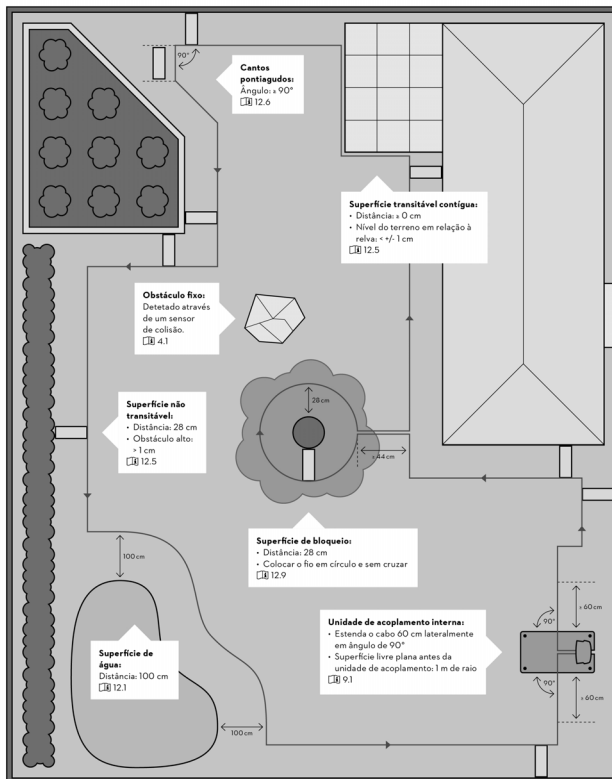 90°
Cantos
pontiagudos:
Ângulo: ≥ 90°
12.6
Superfície transitável contígua:
• Distância: ≥ 0 cm
• Nível do terreno em relação à
relva: < +/- 1 cm
12.5
Obstáculo fixo:
Detetado através
de um sensor
de colisão.
4.1
28 cm
Superfície não
transitável:
• Distância: 28 cm
• Obstáculo alto:
> 1 cm
12.5
≥ 44 cm
Superfície de bloqueio:
• Distância: 28 cm
• Colocar o fio em círculo e sem cruzar
12.9
100 cm
Unidade de acoplamento interna:
• Estenda o cabo 60 cm lateralmente
em ângulo de 90°
• Superfície livre plana antes da
unidade de acoplamento: 1 m de raio
9.1
≥ 60 cm
90°
90°
≥ 60 cm
Superfície de
água:
Distância: 100 cm
12.1
100 cm